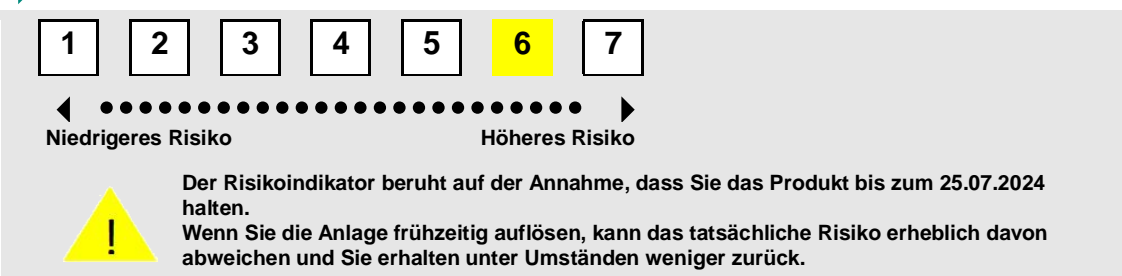 1 2 3 4 5 6 7
Niedrigeres Risiko Höheres Risiko
Der Risikoindikator beruht auf der Annahme, dass Sie das Produkt bis zum 25.07.2024
halten.
Wenn Sie die Anlage frühzeitig auflösen, kann das tatsächliche Risiko erheblich davon
abweichen und Sie erhalten unter Umständen weniger zurück.
!